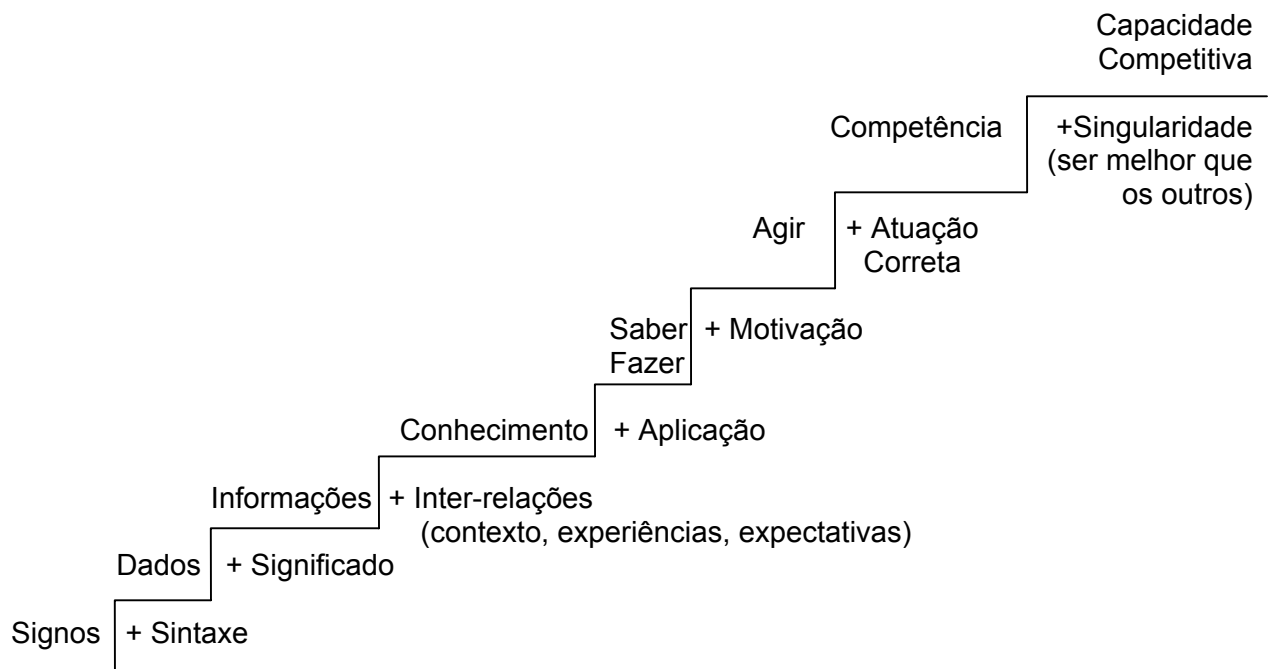 Capacidade
Competitiva
Competência
+Singularidade
(ser melhor que
os outros)
Agir
+ Atuação
Correta
Saber
Fazer
+ Motivação
Conhecimento
+ Aplicação
Informações
+ Inter-relações
(contexto, experiências, expectativas)
Dados
+ Significado
Signos
+ Sintaxe